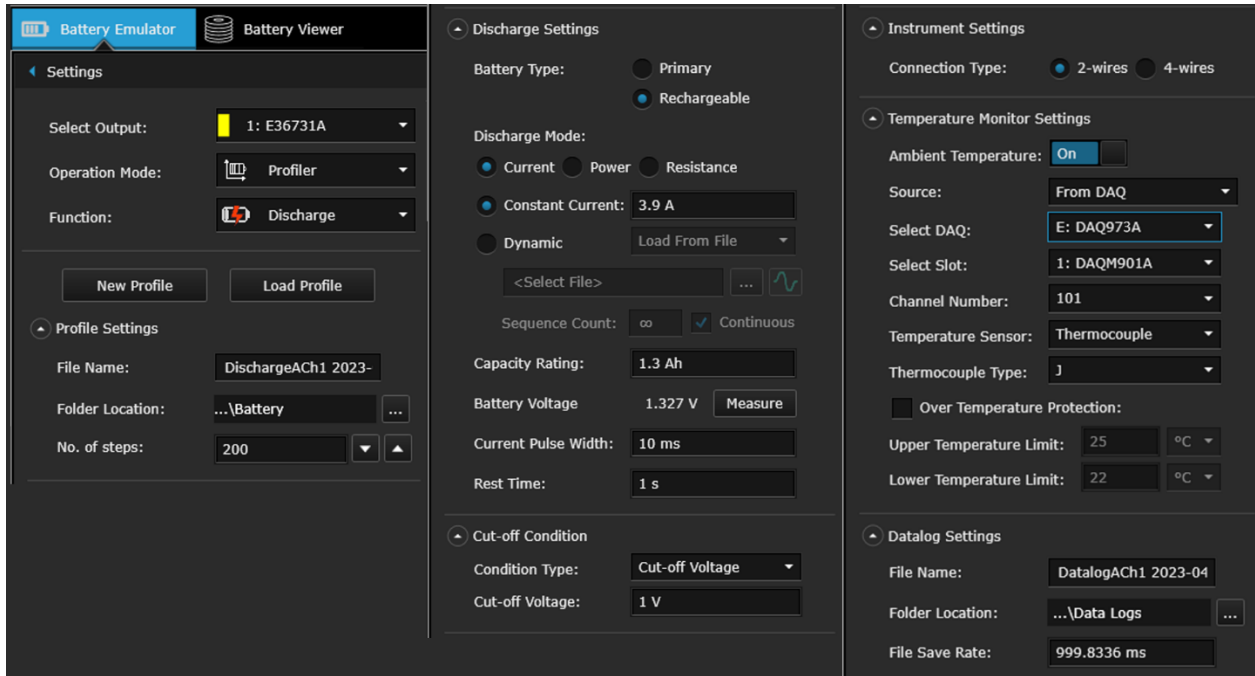 Battery Emulator
Battery Viewer
Settings
Select Output: 1: E36731A
Operation Mode: Profiler
Function: Discharge
New Profile Load Profile
Profile Settings
File Name: DischargeACh1 2023-
Folder Location: ...\Battery ...
No. of steps: 200
Discharge Settings
Battery Type: Primary
Rechargeable
Discharge Mode:
Current Power Resistance
Constant Current: 3.9 A
Dynamic Load From File
<Select File> ...
Sequence Count: ∞ Continuous
Capacity Rating: 1.3 Ah
Battery Voltage 1.327 V Measure
Current Pulse Width: 10 ms
Rest Time: 1 s
Cut-off Condition
Condition Type: Cut-off Voltage
Cut-off Voltage: 1 V
Instrument Settings
Connection Type: 2-wires 4-wires
Temperature Monitor Settings
Ambient Temperature: On
Source: From DAQ
Select DAQ: E: DAQ973A
Select Slot: 1: DAQM901A
Channel Number: 101
Temperature Sensor: Thermocouple
Thermocouple Type: J
Over Temperature Protection:
Upper Temperature Limit: 25 °C
Lower Temperature Limit: 22 °C
Datalog Settings
File Name: DatalogACh1 2023-04
Folder Location: ...\Data Logs ...
File Save Rate: 999.8336 ms